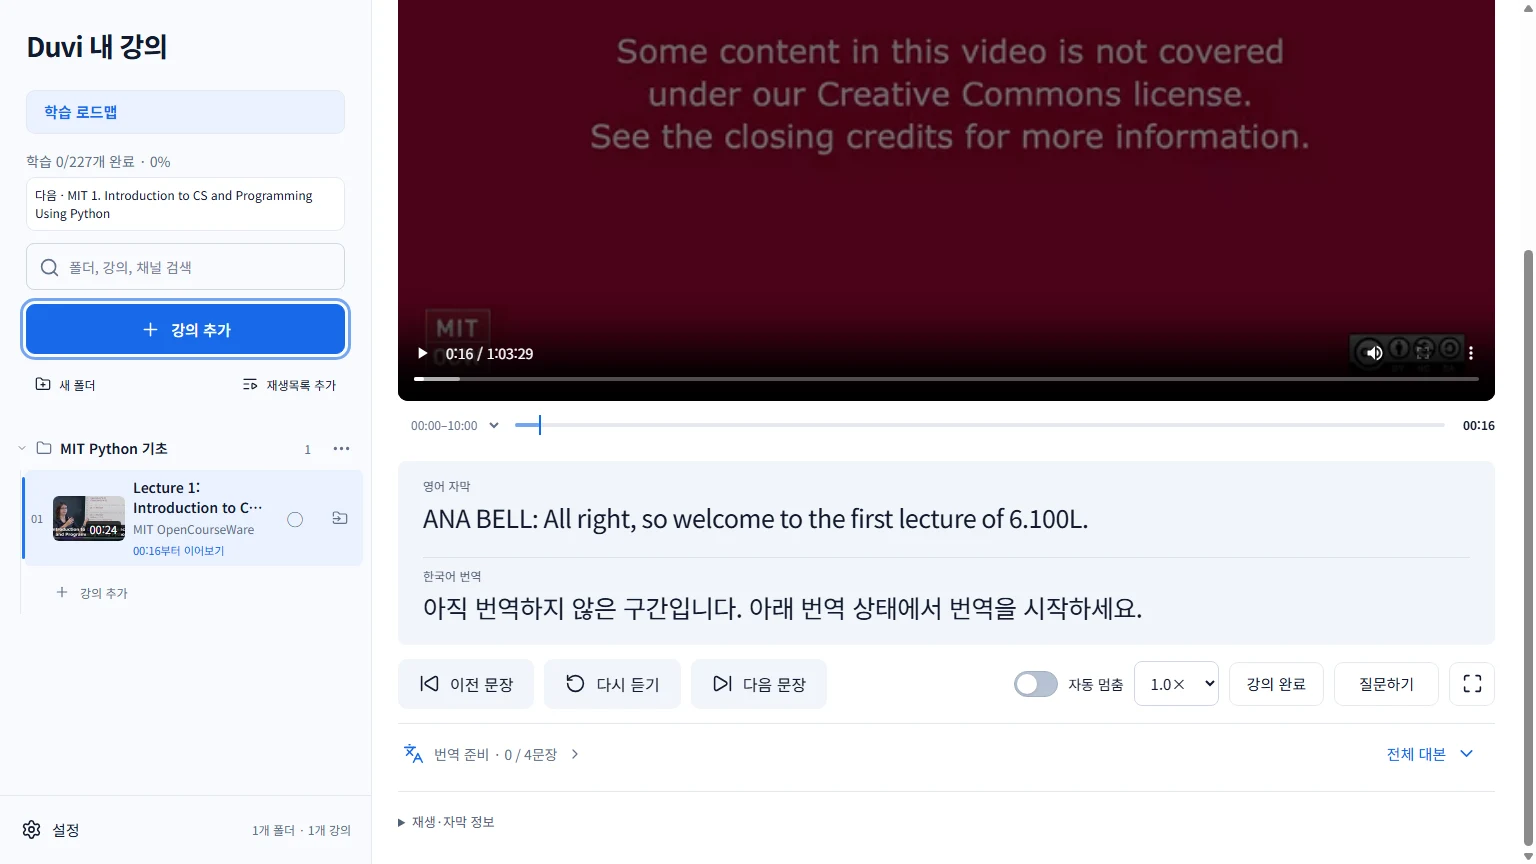 Duvi 내 강의
학습 로드맵
학습 0/227개 완료 · 0%
다음 · MIT 1. Introduction to CS and Programming
Using Python
폴더, 강의, 채널 검색
강의 추가
새 폴더
재생목록 추가
MIT Python 기초
1
01
00:24
Lecture 1:
Introduction to C···
MIT OpenCourseWare
00:16부터 이어보기
강의 추가
설정
1개 폴더 · 1개 강의
Some content in this video is not covered
under our Creative Commons license.
See the closing credits for more information.
MIT
0:16 / 1:03:29
00:00–10:00
00:16
영어 자막
ANA BELL: All right, so welcome to the first lecture of 6.100L.
한국어 번역
아직 번역하지 않은 구간입니다. 아래 번역 상태에서 번역을 시작하세요.
이전 문장
다시 듣기
다음 문장
자동 멈춤
1.0×
강의 완료
질문하기
번역 준비 · 0 / 4문장
전체 대본
재생·자막 정보